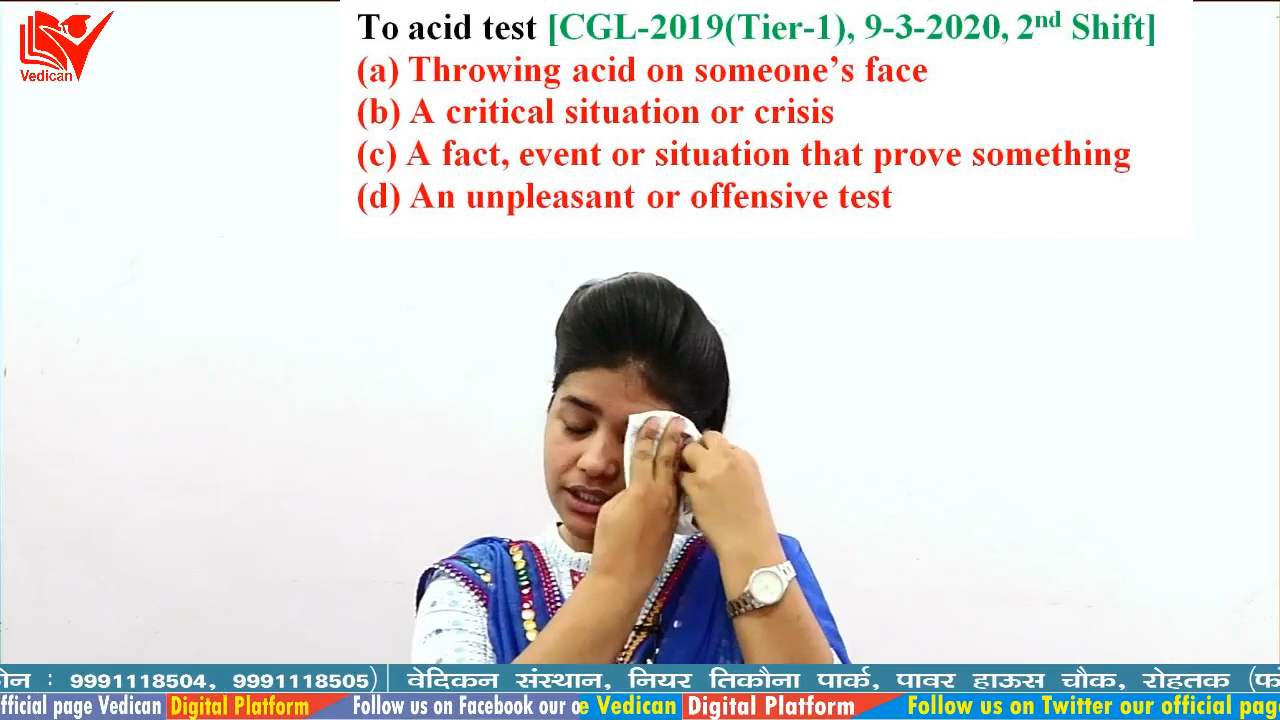 Vedican
To acid test [CGL-2019(Tier-1), 9-3-2020, 2nd Shift]
(a) Throwing acid on someone's face
(b) A critical situation or crisis
(c) A fact, event or situation that prove something
(d) An unpleasant or offensive test
: 9991118504, 9991118505) | वेदिकन संस्थान, नियर तिकौना पार्क, पावर हाऊस चौक, रोहतक
official page Vedican Digital Platform Follow us on Facebook our Vedican Digital Platform Follow us on Twitter our official pag